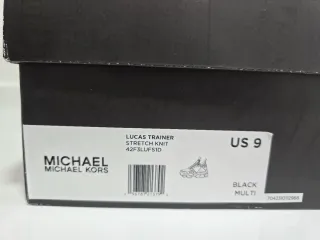 LUCAS TRAINER
STRETCH KNIT
42F3LUFS1D
US 9
MICHAEL
MICHAEL KORS
BLACK
MULTI